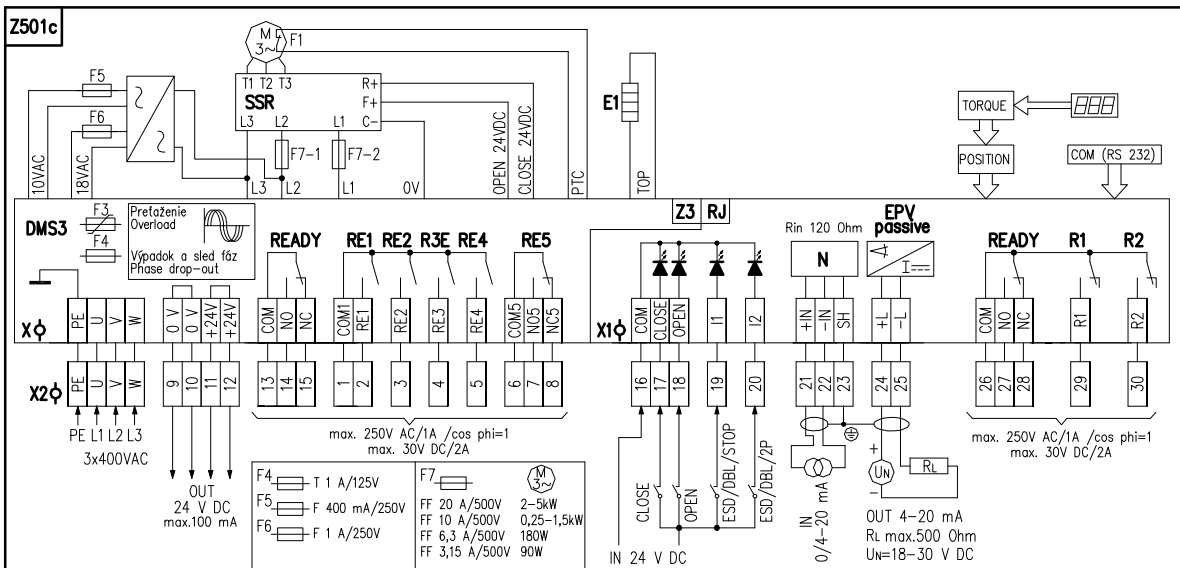 Z501c
M
3~
F1
T1 T2 T3
SSR
R+
F+
C−
L3 L2 L1
F5
F6
F7-1
F7-2
10VAC
18VAC
L3
L2
L1
0V
OPEN 24VDC
CLOSE 24VDC
PTC
E1
TOP
TORQUE
POSITION
COM (RS 232)
DMS3
F3
F4
Preťaženie
Overload
Výpadok a sled fáz
Phase drop-out
Z3 RJ
READY
RE1 RE2 R3E RE4
RE5
Rin 120 Ohm
N
EPV
passive
READY
R1
R2
X
PE
U
V
W
0 V
0 V
+24V
+24V
COM
NO
NC
COM1
RE1
RE2
RE3
RE4
COM5
NO5
NC5
X1
COM
CLOSE
OPEN
I1
I2
+IN
−IN
SH
+L
−L
COM
NO
NC
R1
R2
X2
PE
U
V
W
9
10
11
12
13
14
15
1
2
3
4
5
6
7
8
16
17
18
19
20
21
22
23
24
25
26
27
28
29
30
PE L1 L2 L3
3x400VAC
OUT
24 V DC
max.100 mA
max. 250V AC/1A /cos phi=1
max. 30V DC/2A
F4 T 1 A/125V
F5 F 400 mA/250V
F6 F 1 A/250V
F7
M
3~
FF 20 A/500V 2-5kW
FF 10 A/500V 0,25-1,5kW
FF 6,3 A/500V 180W
FF 3,15 A/500V 90W
CLOSE
OPEN
ESD/DBL/STOP
ESD/DBL/2P
IN 24 V DC
IN
0/4-20 mA
+
UN
−
RL
OUT 4-20 mA
RL max.500 Ohm
UN=18-30 V DC
max. 250V AC/1A /cos phi=1
max. 30V DC/2A